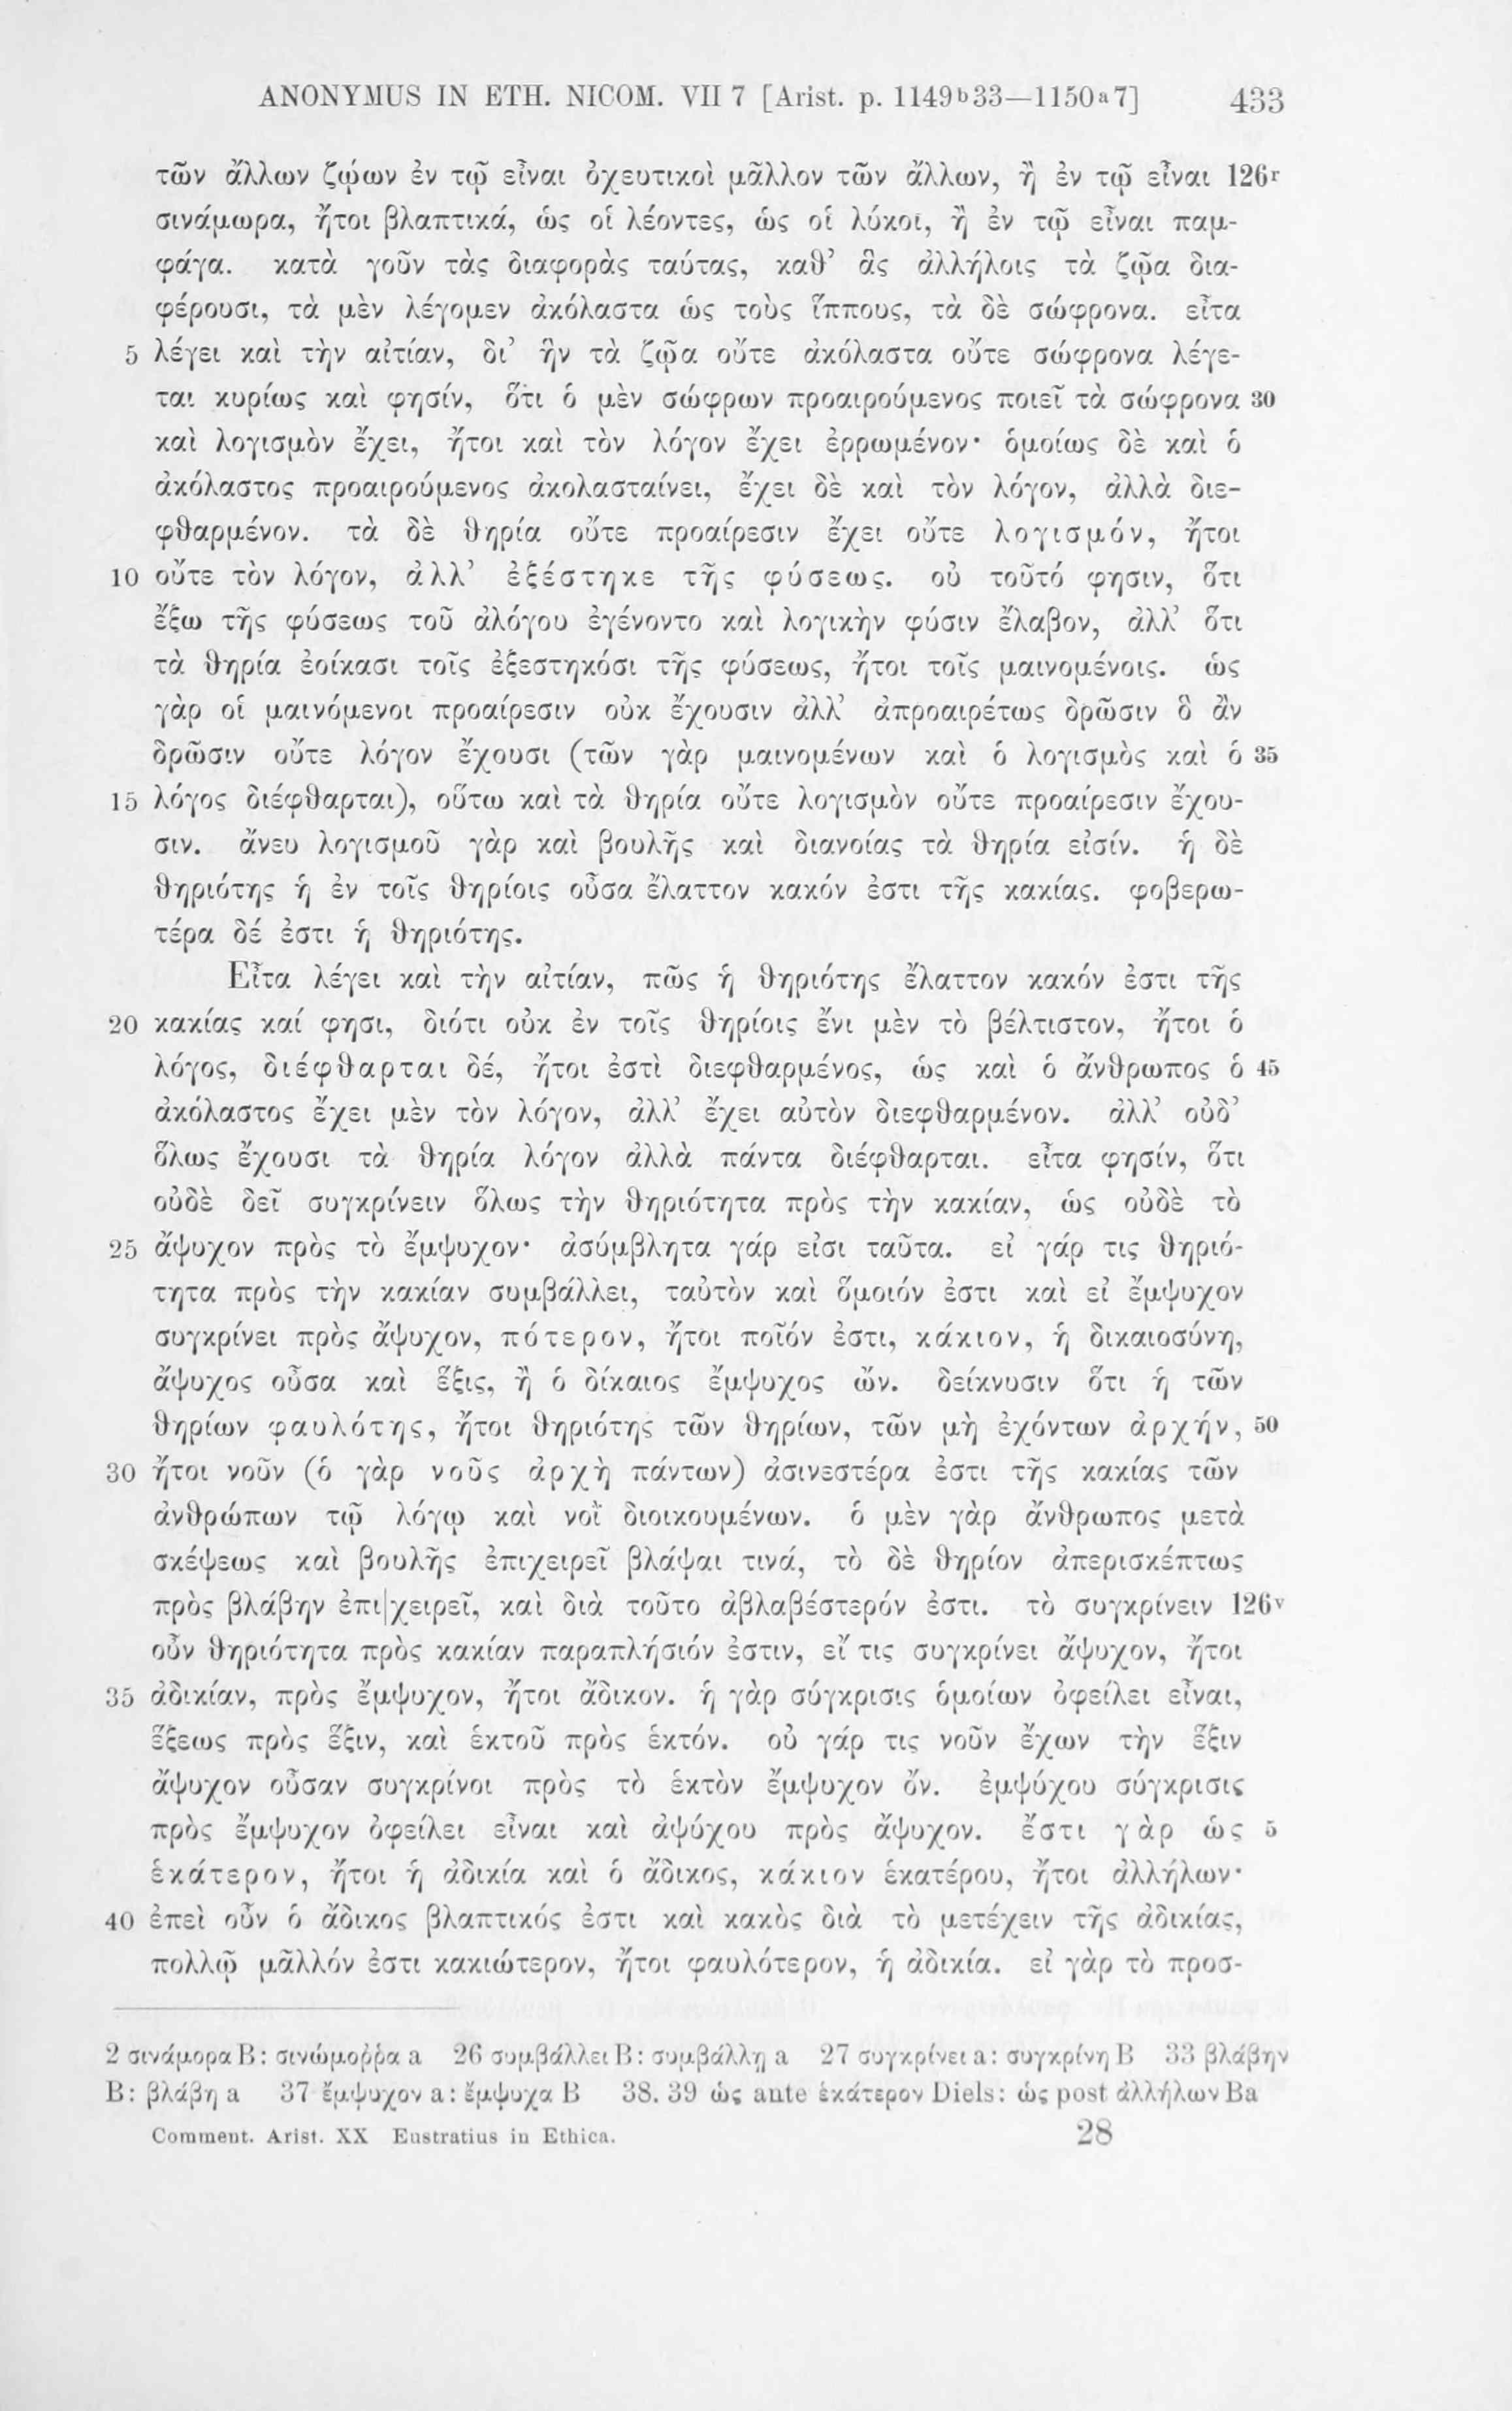 ANONYMUS IN ETH. NICOM. VII 7 [Arist. p. 1149ᵇ33—1150ᵃ7] 433
τῶν ἄλλων ζῴων ἐν τῷ εἶναι ὀχευτικοὶ μᾶλλον τῶν ἄλλων, ἢ ἐν τῷ εἶναι 126ʳ
σινάμωρα, ἤτοι βλαπτικά, ὡς οἱ λέοντες, ὡς οἱ λύκοι, ἢ ἐν τῷ εἶναι παμ-
φάγα. κατὰ γοῦν τὰς διαφορὰς ταύτας, καθ’ ἃς ἀλλήλοις τὰ ζῷα δια-
φέρουσι, τὰ μὲν λέγομεν ἀκόλαστα ὡς τοὺς ἵππους, τὰ δὲ σώφρονα. εἶτα
5 λέγει καὶ τὴν αἰτίαν, δι’ ἣν τὰ ζῷα οὔτε ἀκόλαστα οὔτε σώφρονα λέγε-
ται κυρίως καὶ φησίν, ὅτι ὁ μὲν σώφρων προαιρούμενος ποιεῖ τὰ σώφρονα 30
καὶ λογισμὸν ἔχει, ἤτοι καὶ τὸν λόγον ἔχει ἐρρωμένον· ὁμοίως δὲ καὶ ὁ
ἀκόλαστος προαιρούμενος ἀκολασταίνει, ἔχει δὲ καὶ τὸν λόγον, ἀλλὰ διε-
φθαρμένον. τὰ δὲ θηρία οὔτε προαίρεσιν ἔχει οὔτε λογισμόν, ἤτοι
10 οὔτε τὸν λόγον, ἀλλ’ ἐξέστηκε τῆς φύσεως. οὐ τοῦτό φησιν, ὅτι
ἔξω τῆς φύσεως τοῦ ἀλόγου ἐγένοντο καὶ λογικὴν φύσιν ἔλαβον, ἀλλ’ ὅτι
τὰ θηρία ἐοίκασι τοῖς ἐξεστηκόσι τῆς φύσεως, ἤτοι τοῖς μαινομένοις. ὡς
γὰρ οἱ μαινόμενοι προαίρεσιν οὐκ ἔχουσιν ἀλλ’ ἀπροαιρέτως δρῶσιν ὃ ἂν
δρῶσιν οὔτε λόγον ἔχουσι (τῶν γὰρ μαινομένων καὶ ὁ λογισμὸς καὶ ὁ 35
15 λόγος διέφθαρται), οὕτω καὶ τὰ θηρία οὔτε λογισμὸν οὔτε προαίρεσιν ἔχου-
σιν. ἄνευ λογισμοῦ γὰρ καὶ βουλῆς καὶ διανοίας τὰ θηρία εἰσίν. ἡ δὲ
θηριότης ἡ ἐν τοῖς θηρίοις οὖσα ἔλαττον κακόν ἐστι τῆς κακίας. φοβερω-
τέρα δέ ἐστι ἡ θηριότης.
Εἶτα λέγει καὶ τὴν αἰτίαν, πῶς ἡ θηριότης ἔλαττον κακόν ἐστι τῆς
20 κακίας καί φησι, διότι οὐκ ἐν τοῖς θηρίοις ἔνι μὲν τὸ βέλτιστον, ἤτοι ὁ
λόγος, διέφθαρται δέ, ἤτοι ἐστὶ διεφθαρμένος, ὡς καὶ ὁ ἄνθρωπος ὁ 45
ἀκόλαστος ἔχει μὲν τὸν λόγον, ἀλλ’ ἔχει αὐτὸν διεφθαρμένον. ἀλλ’ οὐδ’
ὅλως ἔχουσι τὰ θηρία λόγον ἀλλὰ πάντα διέφθαρται. εἶτα φησίν, ὅτι
οὐδὲ δεῖ συγκρίνειν ὅλως τὴν θηριότητα πρὸς τὴν κακίαν, ὡς οὐδὲ τὸ
25 ἄψυχον πρὸς τὸ ἔμψυχον· ἀσύμβλητα γάρ εἰσι ταῦτα. εἰ γάρ τις θηριό-
τητα πρὸς τὴν κακίαν συμβάλλει, ταὐτὸν καὶ ὅμοιόν ἐστι καὶ εἰ ἔμψυχον
συγκρίνει πρὸς ἄψυχον, πότερον, ἤτοι ποῖόν ἐστι, κάκιον, ἡ δικαιοσύνη,
ἄψυχος οὖσα καὶ ἕξις, ἢ ὁ δίκαιος ἔμψυχος ὤν. δείκνυσιν ὅτι ἡ τῶν
θηρίων φαυλότης, ἤτοι θηριότης τῶν θηρίων, τῶν μὴ ἐχόντων ἀρχήν, 50
30 ἤτοι νοῦν (ὁ γὰρ νοῦς ἀρχὴ πάντων) ἀσινεστέρα ἐστι τῆς κακίας τῶν
ἀνθρώπων τῷ λόγῳ καὶ νοῒ διοικουμένων. ὁ μὲν γὰρ ἄνθρωπος μετὰ
σκέψεως καὶ βουλῆς ἐπιχειρεῖ βλάψαι τινά, τὸ δὲ θηρίον ἀπερισκέπτως
πρὸς βλάβην ἐπι|χειρεῖ, καὶ διὰ τοῦτο ἀβλαβέστερόν ἐστι. τὸ συγκρίνειν 126ᵛ
οὖν θηριότητα πρὸς κακίαν παραπλήσιόν ἐστιν, εἴ τις συγκρίνει ἄψυχον, ἤτοι
35 ἀδικίαν, πρὸς ἔμψυχον, ἤτοι ἄδικον. ἡ γὰρ σύγκρισις ὁμοίων ὀφείλει εἶναι,
ἕξεως πρὸς ἕξιν, καὶ ἑκτοῦ πρὸς ἑκτόν. οὐ γάρ τις νοῦν ἔχων τὴν ἕξιν
ἄψυχον οὖσαν συγκρίνοι πρὸς τὸ ἑκτὸν ἔμψυχον ὄν. ἐμψύχου σύγκρισις
πρὸς ἔμψυχον ὀφείλει εἶναι καὶ ἀψύχου πρὸς ἄψυχον. ἔστι γὰρ ὡς 5
ἑκάτερον, ἤτοι ἡ ἀδικία καὶ ὁ ἄδικος, κάκιον ἑκατέρου, ἤτοι ἀλλήλων·
40 ἐπεὶ οὖν ὁ ἄδικος βλαπτικός ἐστι καὶ κακὸς διὰ τὸ μετέχειν τῆς ἀδικίας,
πολλῷ μᾶλλόν ἐστι κακιώτερον, ἤτοι φαυλότερον, ἡ ἀδικία. εἰ γὰρ τὸ προσ-
2 σινάμορα B: σινώμοῤῥα a 26 συμβάλλει B: συμβάλλῃ a 27 συγκρίνει a: συγκρίνη B 33 βλάβην
B: βλάβη a 37 ἔμψυχον a: ἔμψυχα B 38. 39 ὡς ante ἑκάτερον Diels: ὡς post ἀλλήλων Ba
Comment. Arist. XX Eustratius in Ethica. 28